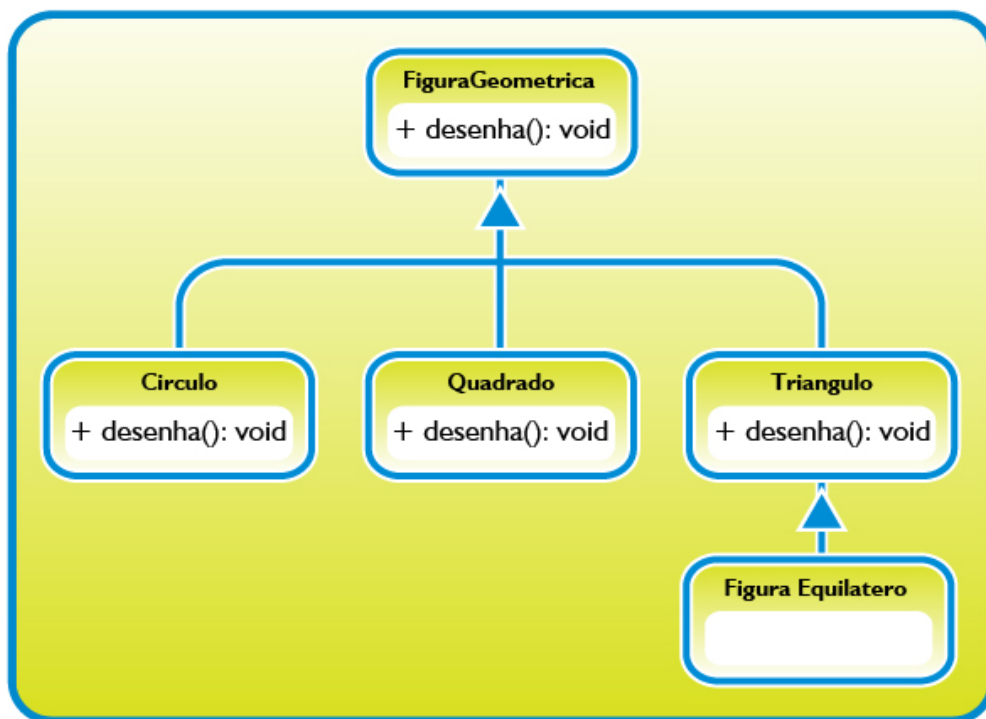 FiguraGeometrica
+ desenha(): void
Circulo
+ desenha(): void
Quadrado
+ desenha(): void
Triangulo
+ desenha(): void
Figura Equilatero